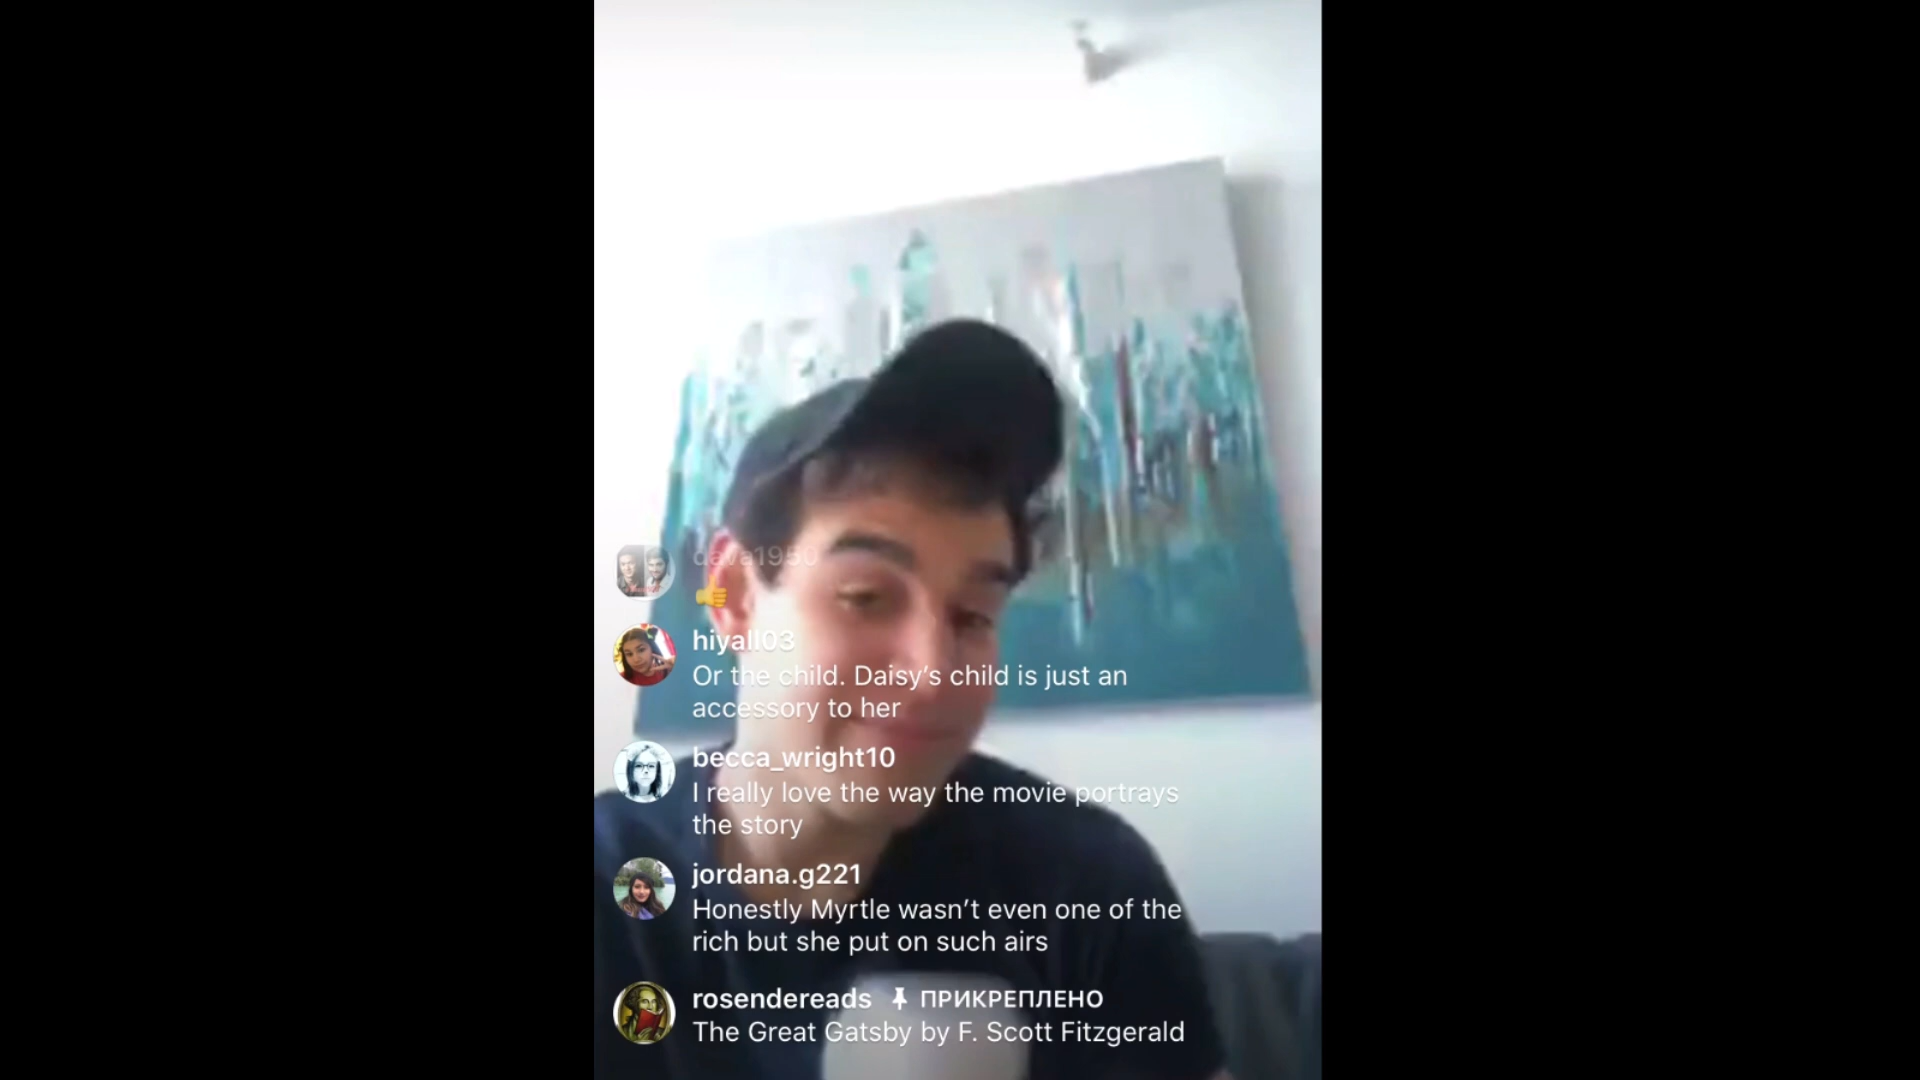 deva1950
👍
hiyall03
Or the child. Daisy’s child is just an
accessory to her
becca_wright10
I really love the way the movie portrays
the story
jordana.g221
Honestly Myrtle wasn’t even one of the
rich but she put on such airs
rosendereads ПРИКРЕПЛЕНО
The Great Gatsby by F. Scott Fitzgerald